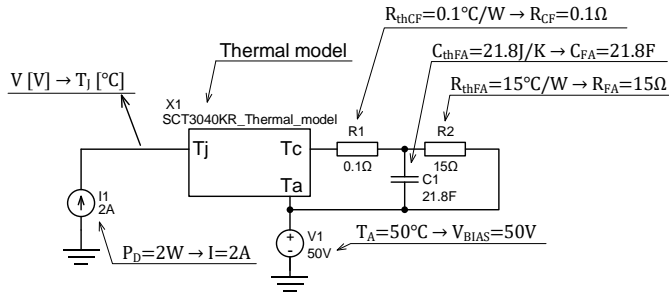 R_thCF=0.1℃/W → R_CF=0.1Ω
Thermal model
C_thFA=21.8J/K → C_FA=21.8F
V [V] → T_J [℃]
R_thFA=15℃/W → R_FA=15Ω
X1
SCT3040KR_Thermal_model
R1
R2
Tj
Tc
0.1Ω
15Ω
C1
Ta
21.8F
I1
2A
V1
T_A=50℃ → V_BIAS=50V
+
-
50V
P_D=2W → I=2A